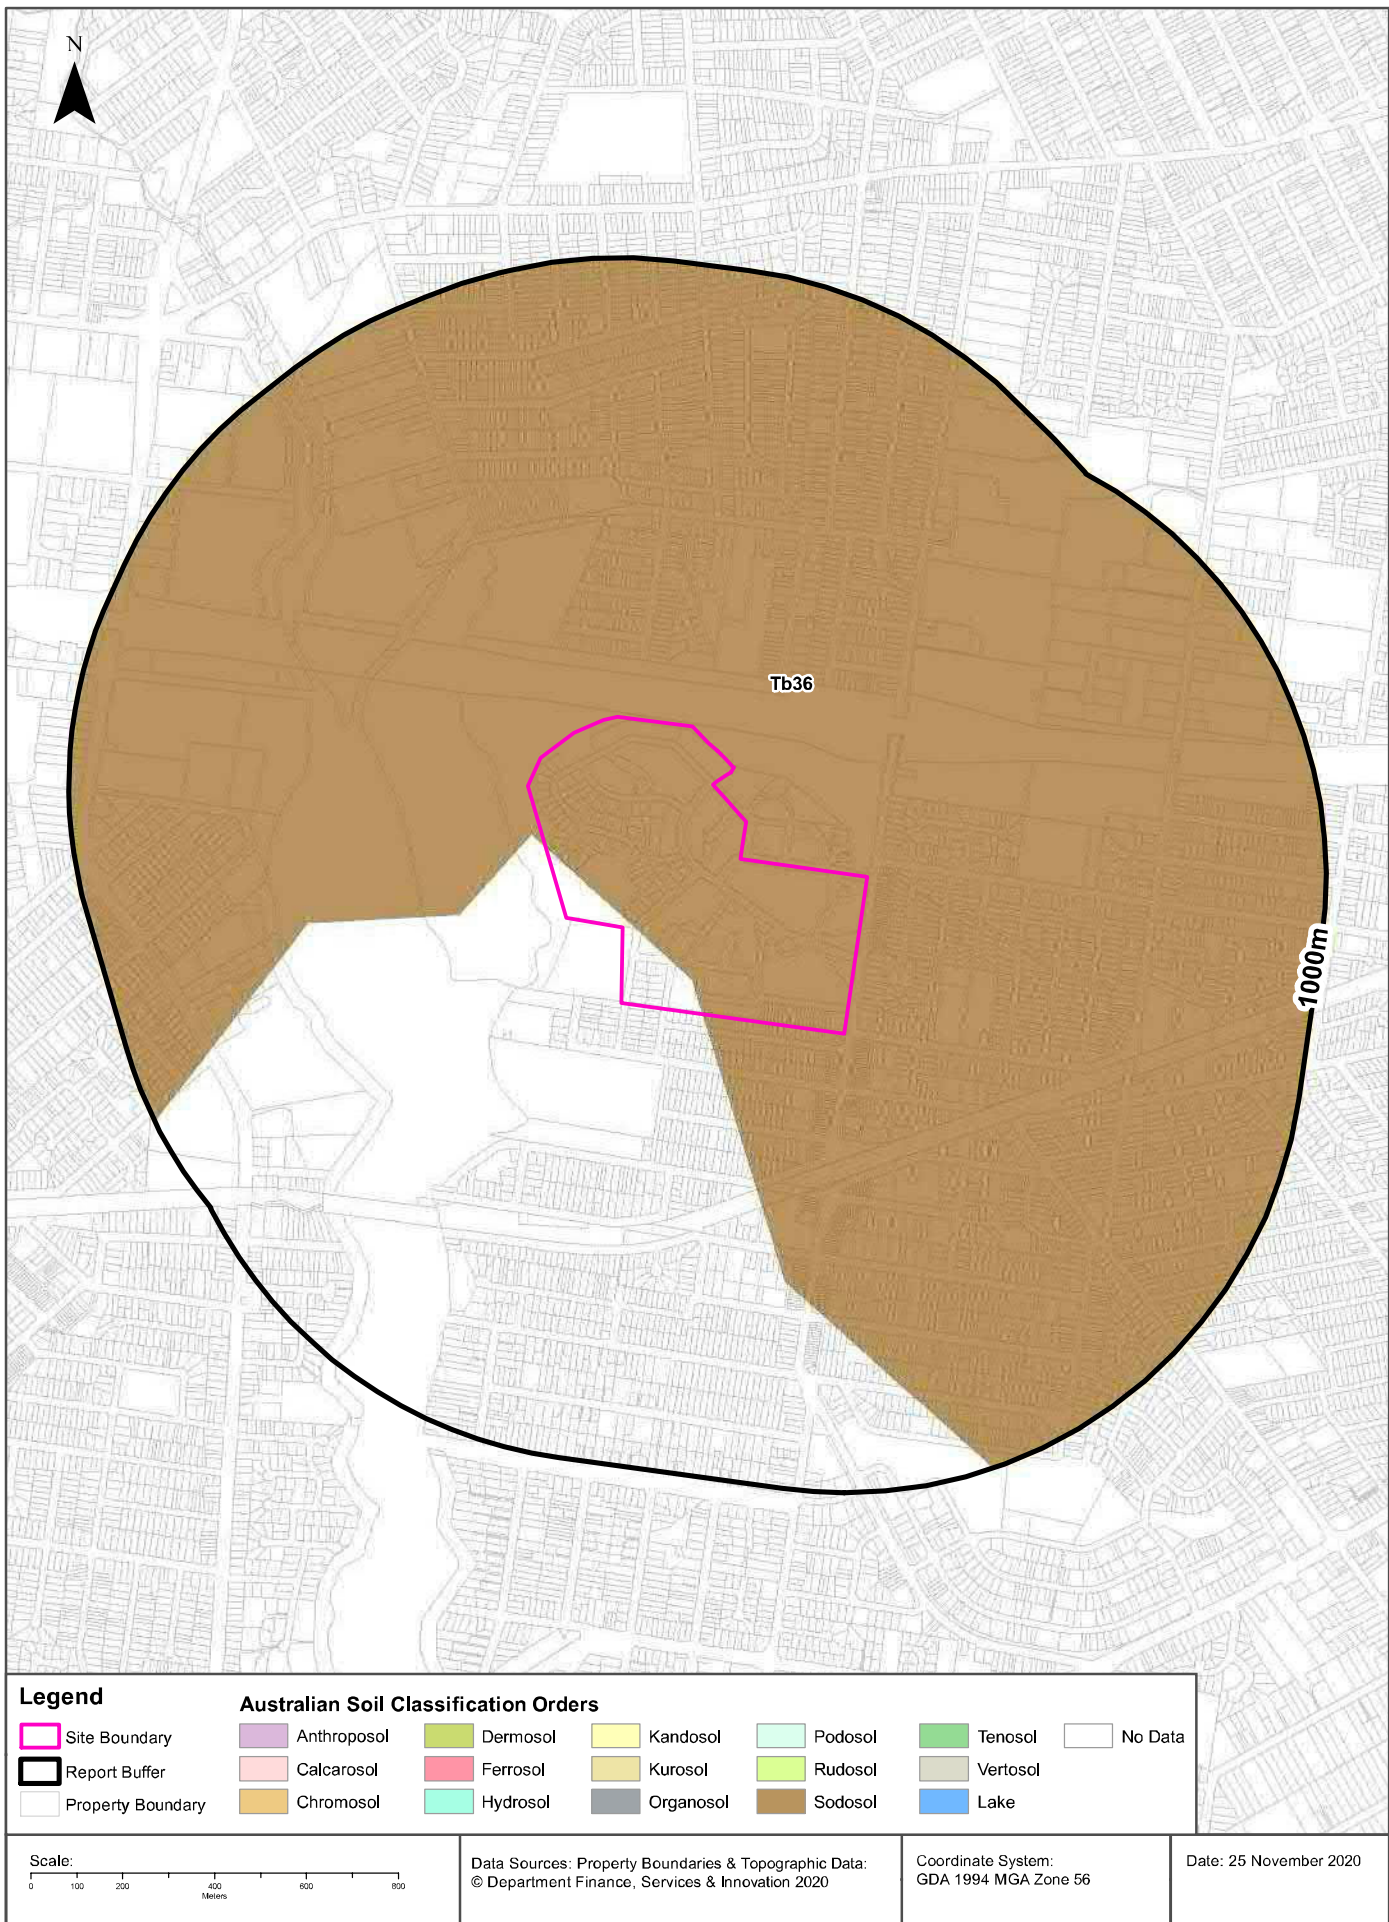 N
Tb36
1000m
Legend
Site Boundary
Report Buffer
Property Boundary
Australian Soil Classification Orders
Anthroposol
Calcarosol
Chromosol
Dermosol
Ferrosol
Hydrosol
Kandosol
Kurosol
Organosol
Podosol
Rudosol
Sodosol
Tenosol
Vertosol
Lake
No Data
Scale:
0 100 200 400 600 800
Meters
Data Sources: Property Boundaries & Topographic Data:
© Department Finance, Services & Innovation 2020
Coordinate System:
GDA 1994 MGA Zone 56
Date: 25 November 2020